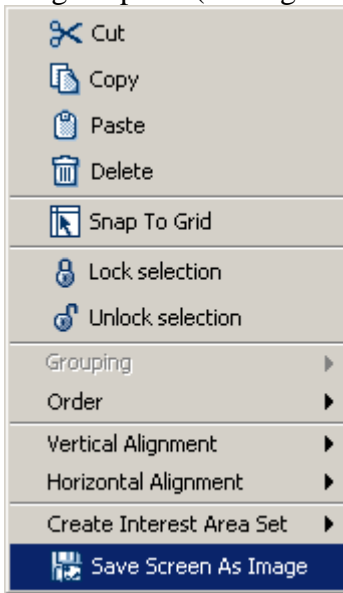 Cut
Copy
Paste
Delete
Snap To Grid
Lock selection
Unlock selection
Grouping
Order
Vertical Alignment
Horizontal Alignment
Create Interest Area Set
Save Screen As Image